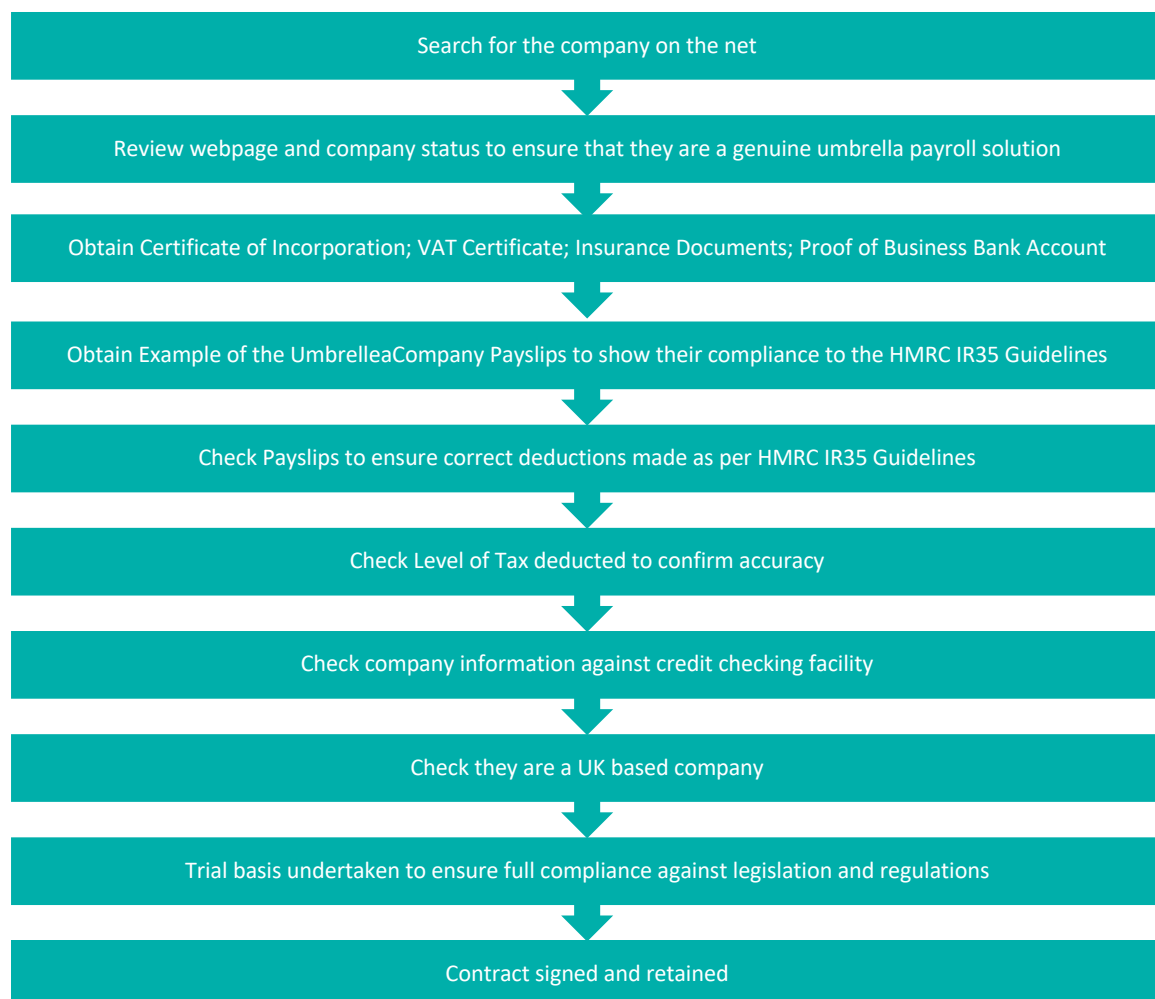 Search for the company on the net
Review webpage and company status to ensure that they are a genuine umbrella payroll solution
Obtain Certificate of Incorporation; VAT Certificate; Insurance Documents; Proof of Business Bank Account
Obtain Example of the UmbrelleaCompany Payslips to show their compliance to the HMRC IR35 Guidelines
Check Payslips to ensure correct deductions made as per HMRC IR35 Guidelines
Check Level of Tax deducted to confirm accuracy
Check company information against credit checking facility
Check they are a UK based company
Trial basis undertaken to ensure full compliance against legislation and regulations
Contract signed and retained